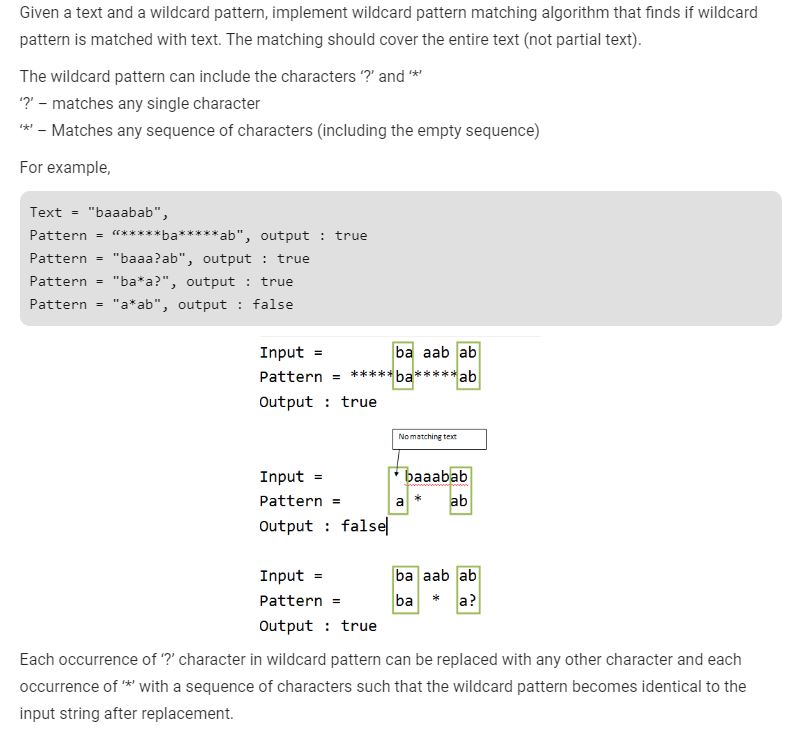 Given a text and a wildcard pattern, implement wildcard pattern matching algorithm that finds if wildcard
pattern is matched with text. The matching should cover the entire text (not partial text).
The wildcard pattern can include the characters ‘?’ and ‘*’
‘?’ – matches any single character
‘*’ – Matches any sequence of characters (including the empty sequence)
For example,
Text = "baaabab",
Pattern = “*****ba*****ab", output : true
Pattern = "baaa?ab", output : true
Pattern = "ba*a?", output : true
Pattern = "a*ab", output : false
Input = ba aab ab
Pattern = *****ba*****ab
Output : true
No matching text
Input = baaabab
Pattern = a * ab
Output : false
Input = ba aab ab
Pattern = ba * a?
Output : true
Each occurrence of ‘?’ character in wildcard pattern can be replaced with any other character and each
occurrence of ‘*’ with a sequence of characters such that the wildcard pattern becomes identical to the
input string after replacement.